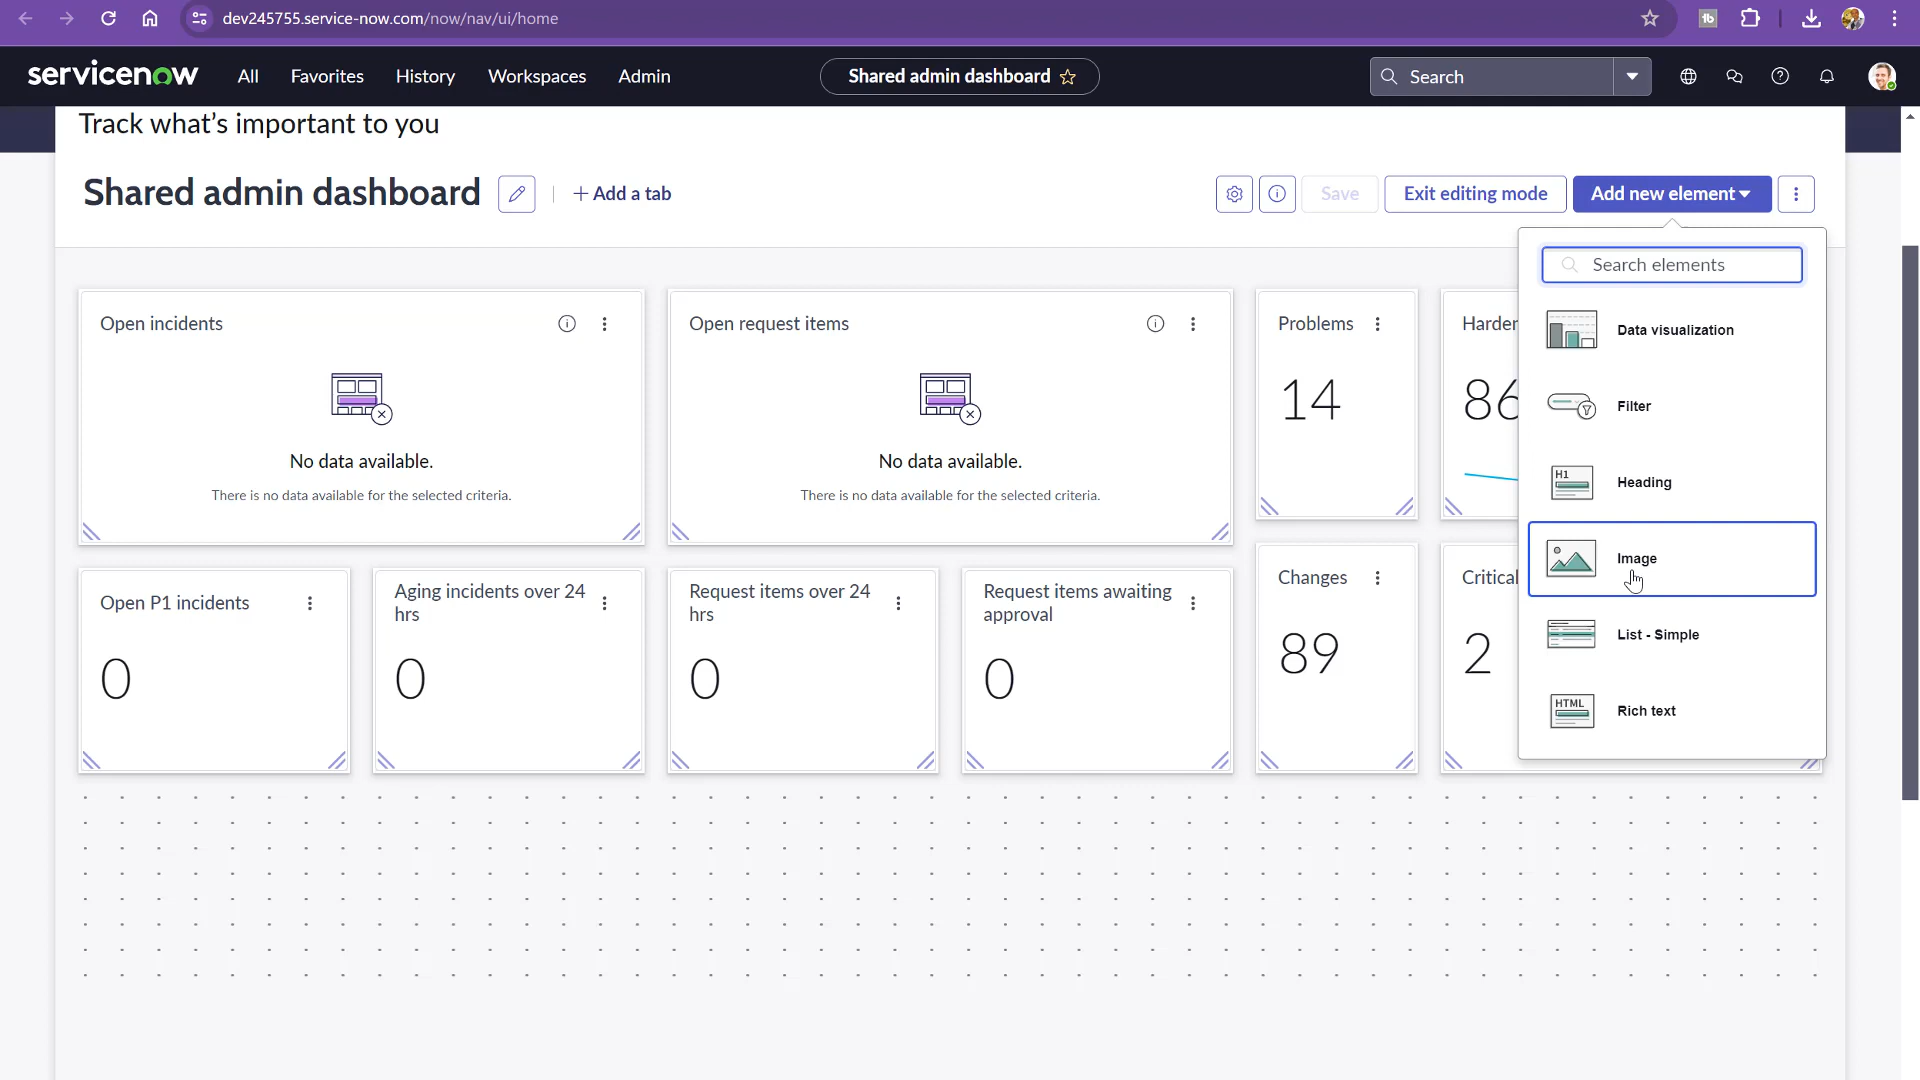 dev245755.service-now.com/now/nav/ui/home
servicenow
All
Favorites
History
Workspaces
Admin
Shared admin dashboard
Search
Track what's important to you
Shared admin dashboard
+ Add a tab
Save
Exit editing mode
Add new element
Search elements
Data visualization
Filter
H1
Heading
Image
List - Simple
HTML
Rich text
Open incidents
No data available.
There is no data available for the selected criteria.
Open request items
No data available.
There is no data available for the selected criteria.
Problems
14
Harden
86
Open P1 incidents
0
Aging incidents over 24
hrs
0
Request items over 24
hrs
0
Request items awaiting
approval
0
Changes
89
Critical
2